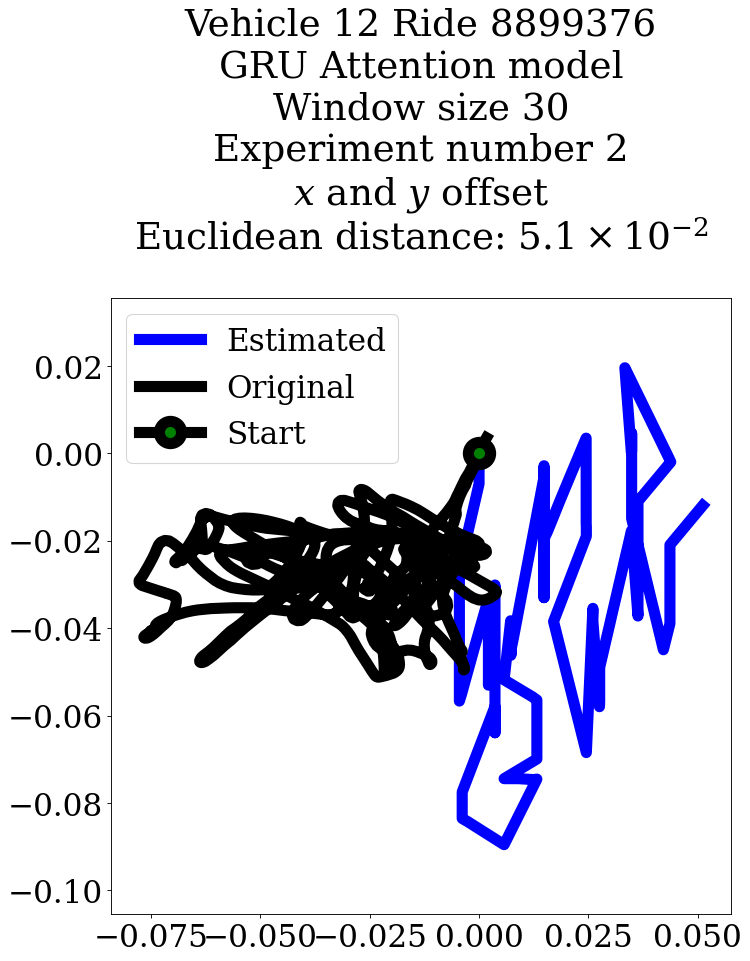 Vehicle 12 Ride 8899376
GRU Attention model
Window size 30
Experiment number 2
x and y offset
Euclidean distance: 5.1 × 10⁻²
Estimated
Original
Start
0.02
0.00
−0.02
−0.04
−0.06
−0.08
−0.10
−0.075 −0.050 −0.025 0.000 0.025 0.050